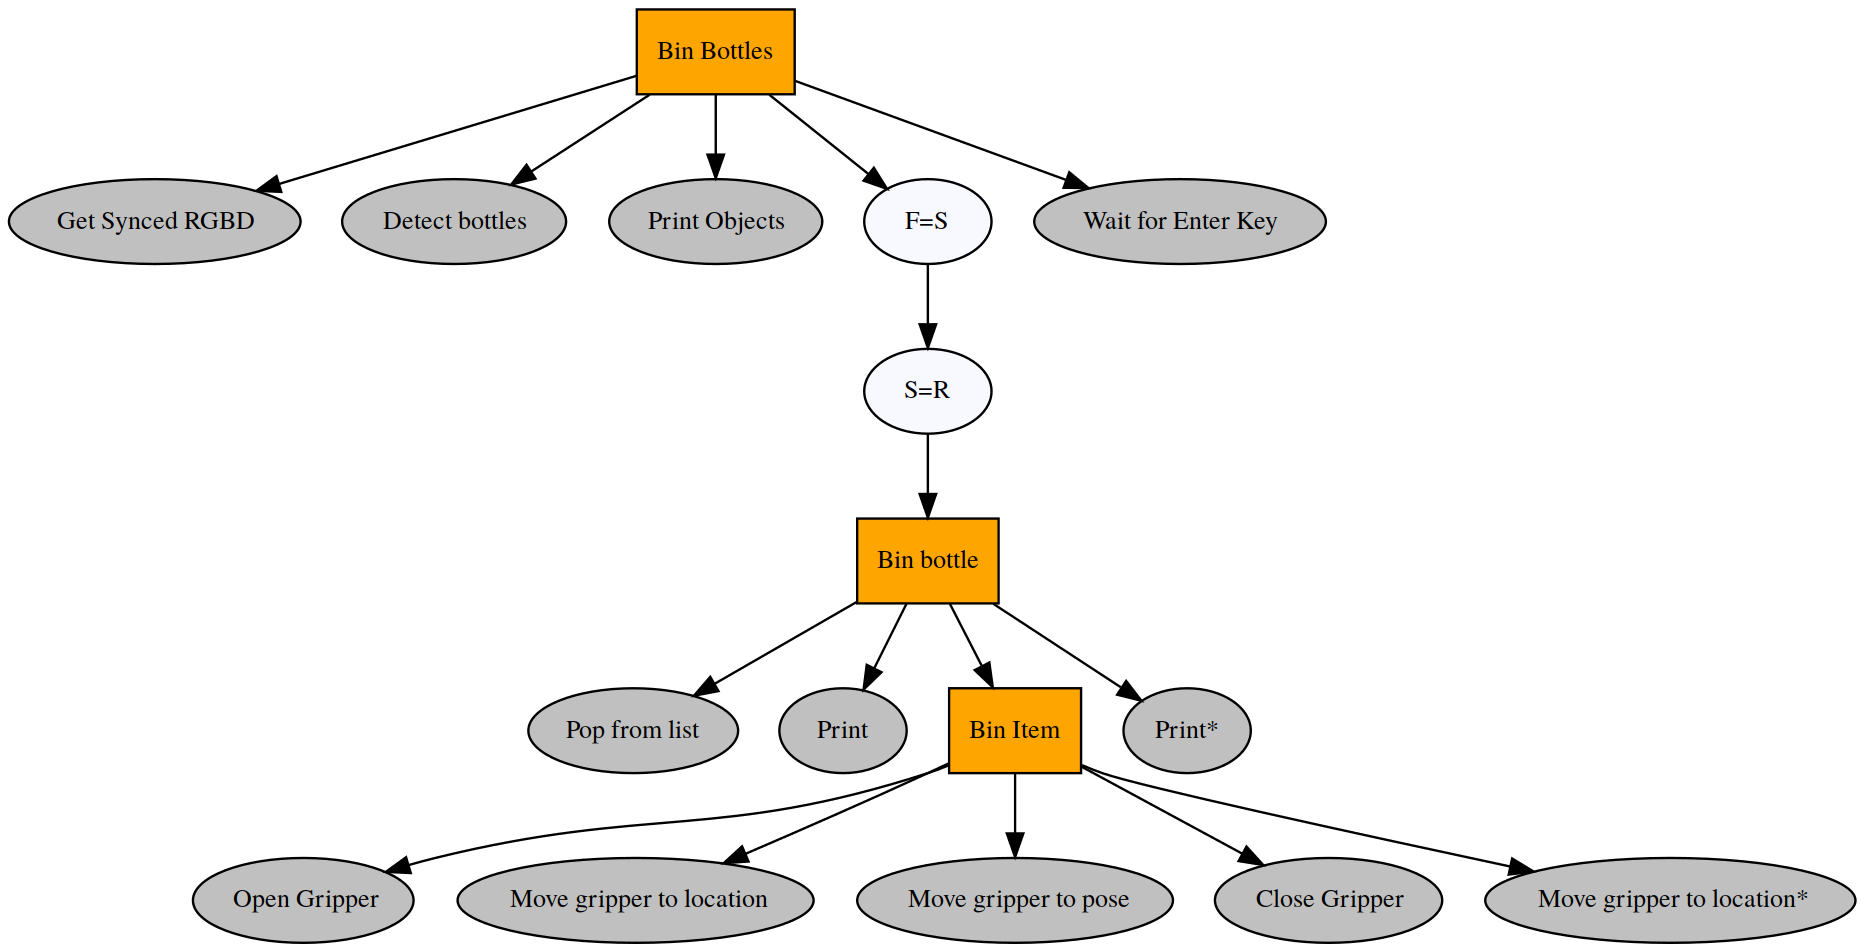 Bin Bottles
Get Synced RGBD
Detect bottles
Print Objects
F=S
Wait for Enter Key
S=R
Bin bottle
Pop from list
Print
Bin Item
Print*
Open Gripper
Move gripper to location
Move gripper to pose
Close Gripper
Move gripper to location*